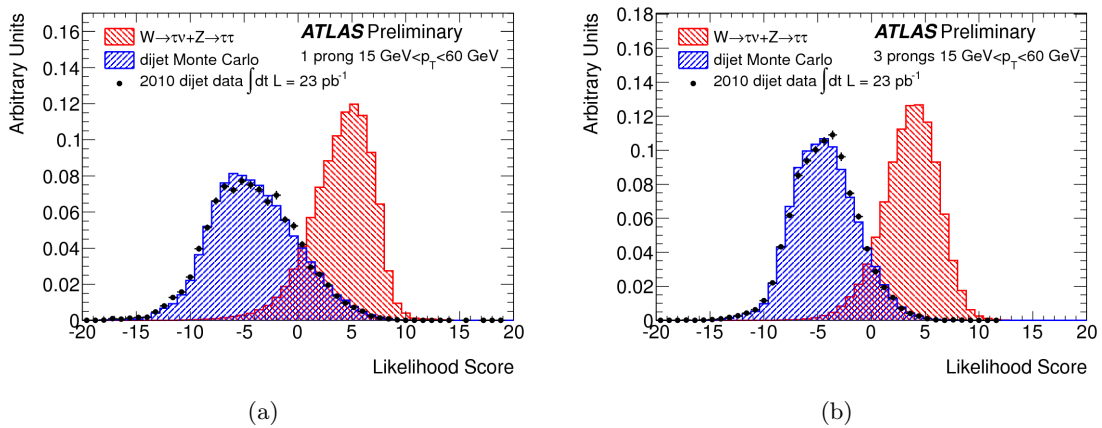 ATLAS Preliminary
W→τν+Z→ττ
1 prong 15 GeV<p_T<60 GeV
dijet Monte Carlo
2010 dijet data ∫dt L = 23 pb⁻¹
Arbitrary Units
0.16
0.14
0.12
0.1
0.08
0.06
0.04
0.02
0
-20 -15 -10 -5 0 5 10 15 20
Likelihood Score
(a)
ATLAS Preliminary
W→τν+Z→ττ
3 prongs 15 GeV<p_T<60 GeV
dijet Monte Carlo
2010 dijet data ∫dt L = 23 pb⁻¹
Arbitrary Units
0.18
0.16
0.14
0.12
0.1
0.08
0.06
0.04
0.02
0
-20 -15 -10 -5 0 5 10 15 20
Likelihood Score
(b)